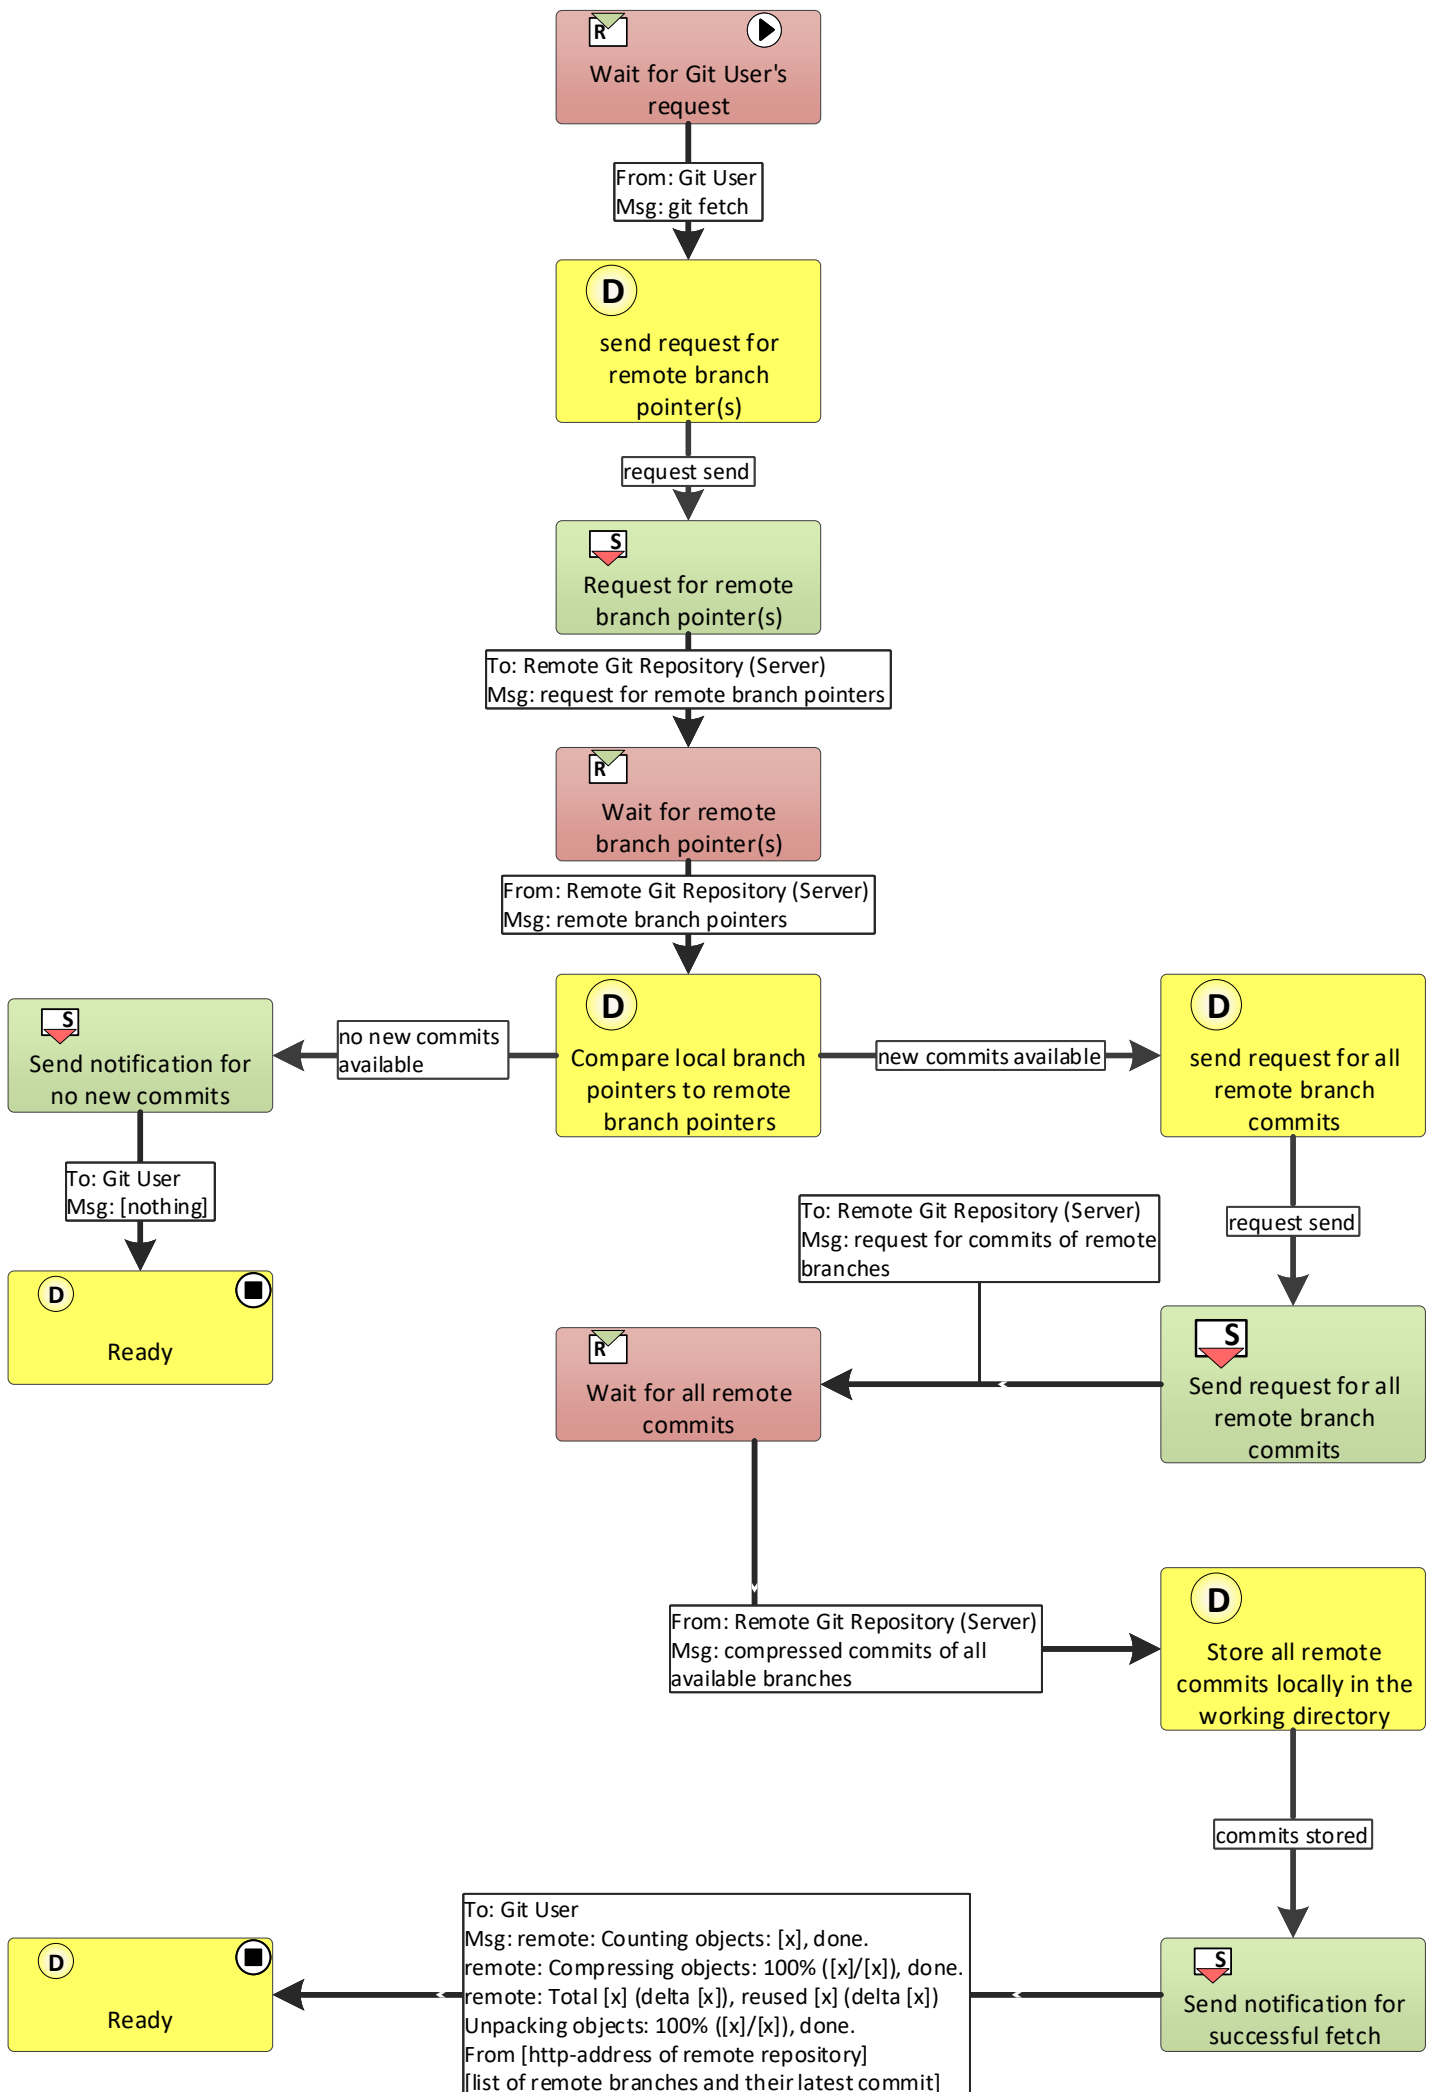 R
Wait for Git User's
request
From: Git User
Msg: git fetch
D
send request for
remote branch
pointer(s)
request send
S
Request for remote
branch pointer(s)
To: Remote Git Repository (Server)
Msg: request for remote branch pointers
R
Wait for remote
branch pointer(s)
From: Remote Git Repository (Server)
Msg: remote branch pointers
D
Compare local branch
pointers to remote
branch pointers
no new commits
available
S
Send notification for
no new commits
To: Git User
Msg: [nothing]
D
Ready
new commits available
D
send request for all
remote branch
commits
request send
S
Send request for all
remote branch
commits
To: Remote Git Repository (Server)
Msg: request for commits of remote
branches
R
Wait for all remote
commits
From: Remote Git Repository (Server)
Msg: compressed commits of all
available branches
D
Store all remote
commits locally in the
working directory
commits stored
S
Send notification for
successful fetch
To: Git User
Msg: remote: Counting objects: [x], done.
remote: Compressing objects: 100% ([x]/[x]), done.
remote: Total [x] (delta [x]), reused [x] (delta [x])
Unpacking objects: 100% ([x]/[x]), done.
From [http-address of remote repository]
[list of remote branches and their latest commit]
D
Ready